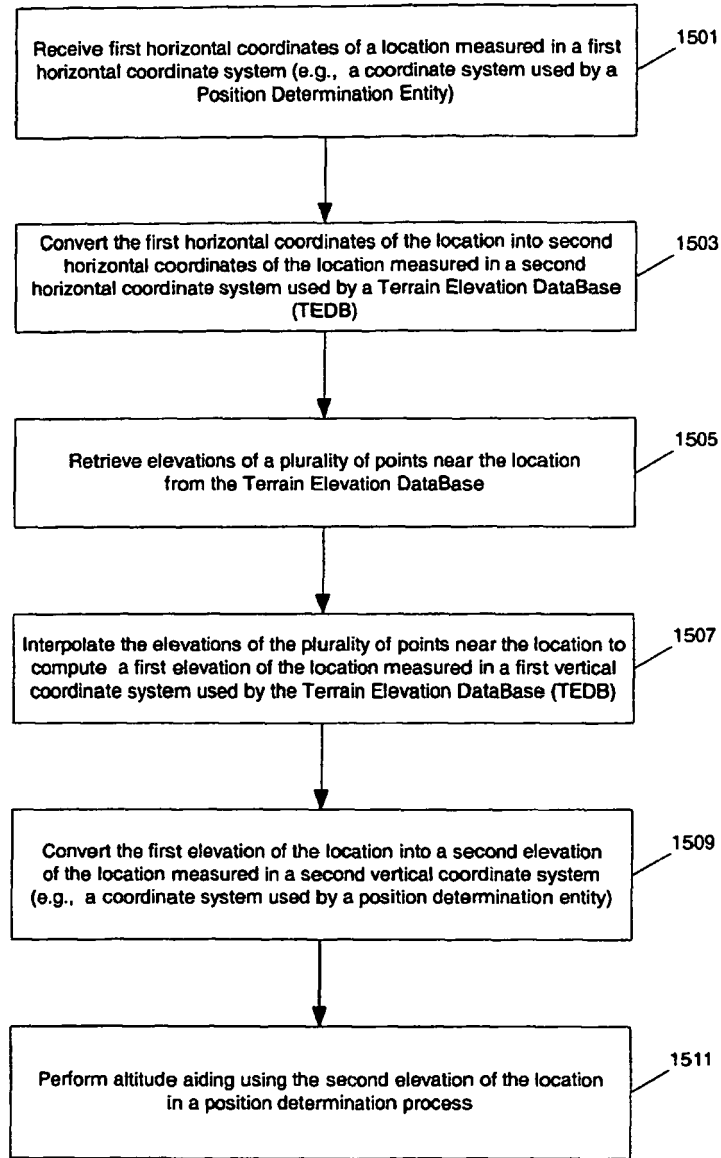 Receive first horizontal coordinates of a location measured in a first
horizontal coordinate system (e.g., a coordinate system used by a
Position Determination Entity)
1501
Convert the first horizontal coordinates of the location into second
horizontal coordinates of the location measured in a second
horizontal coordinate system used by a Terrain Elevation DataBase
(TEDB)
1503
Retrieve elevations of a plurality of points near the location
from the Terrain Elevation DataBase
1505
Interpolate the elevations of the plurality of points near the location to
compute a first elevation of the location measured in a first vertical
coordinate system used by the Terrain Elevation DataBase (TEDB)
1507
Convert the first elevation of the location into a second elevation
of the location measured in a second vertical coordinate system
(e.g., a coordinate system used by a position determination entity)
1509
Perform altitude aiding using the second elevation of the location
in a position determination process
1511